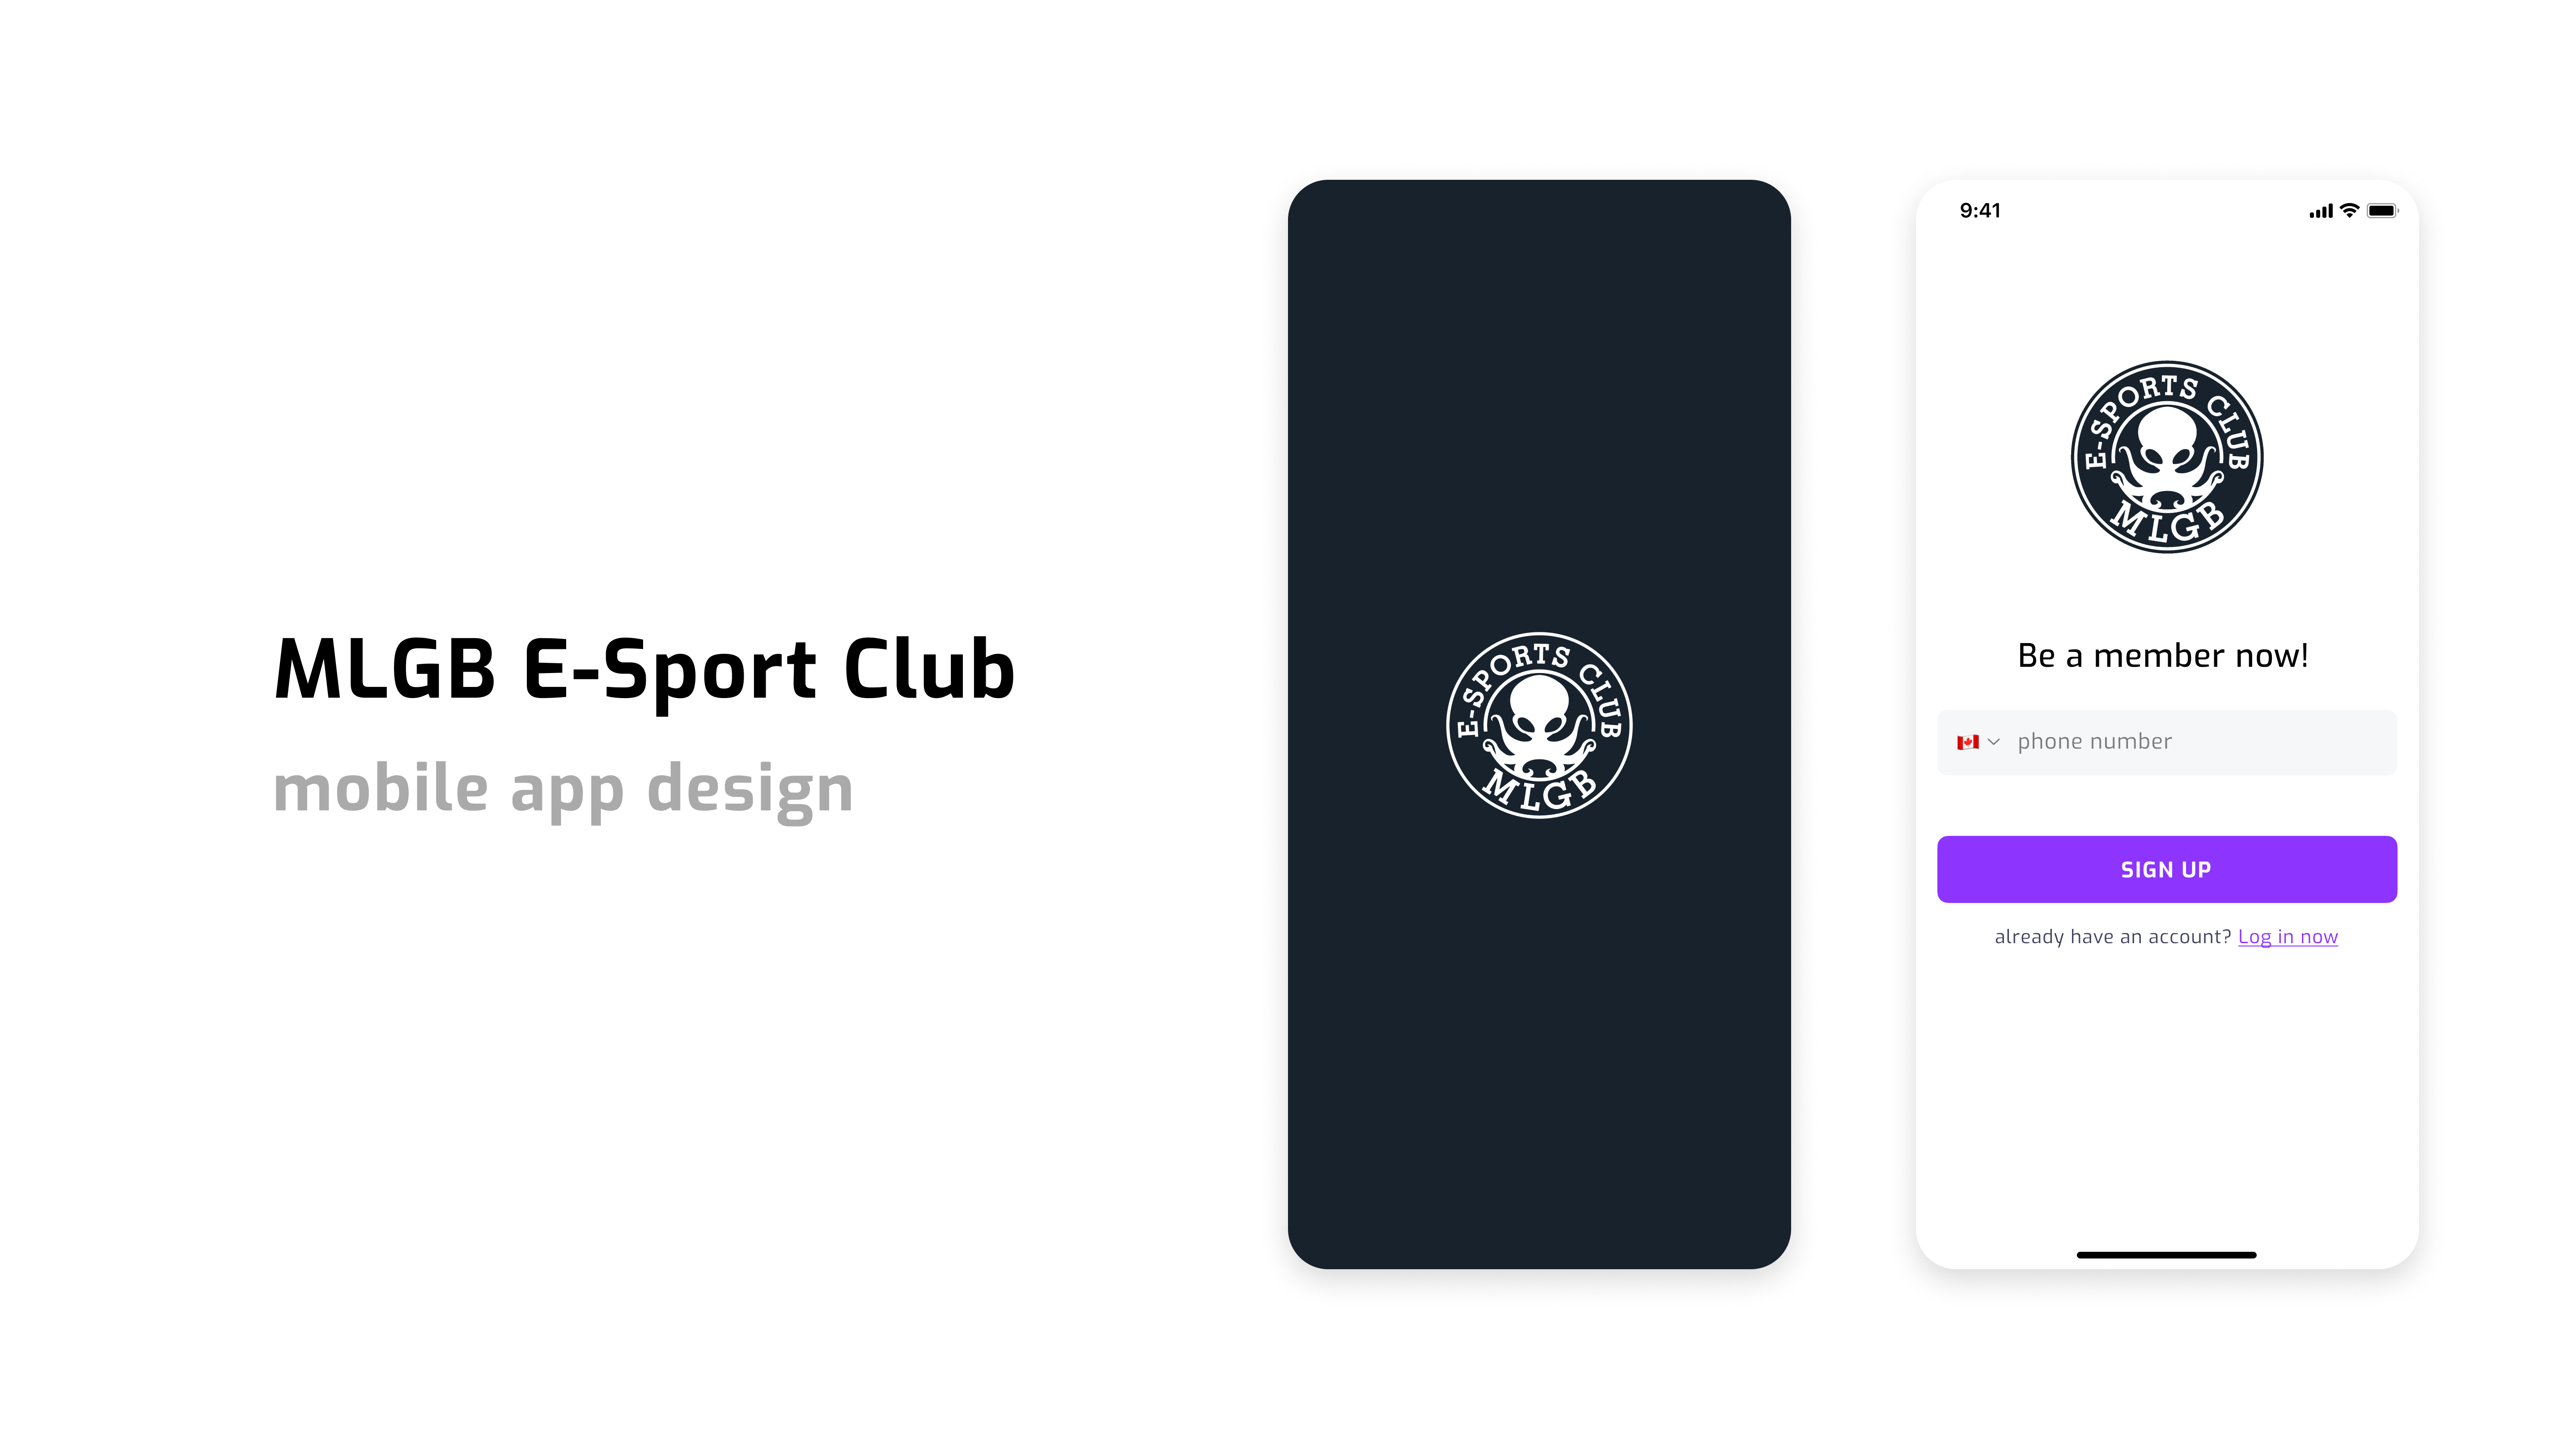 MLGB E-Sport Club
mobile app design
E-SPORTS CLUB
MLGB
9:41
E-SPORTS CLUB
MLGB
Be a member now!
phone number
SIGN UP
already have an account? Log in now